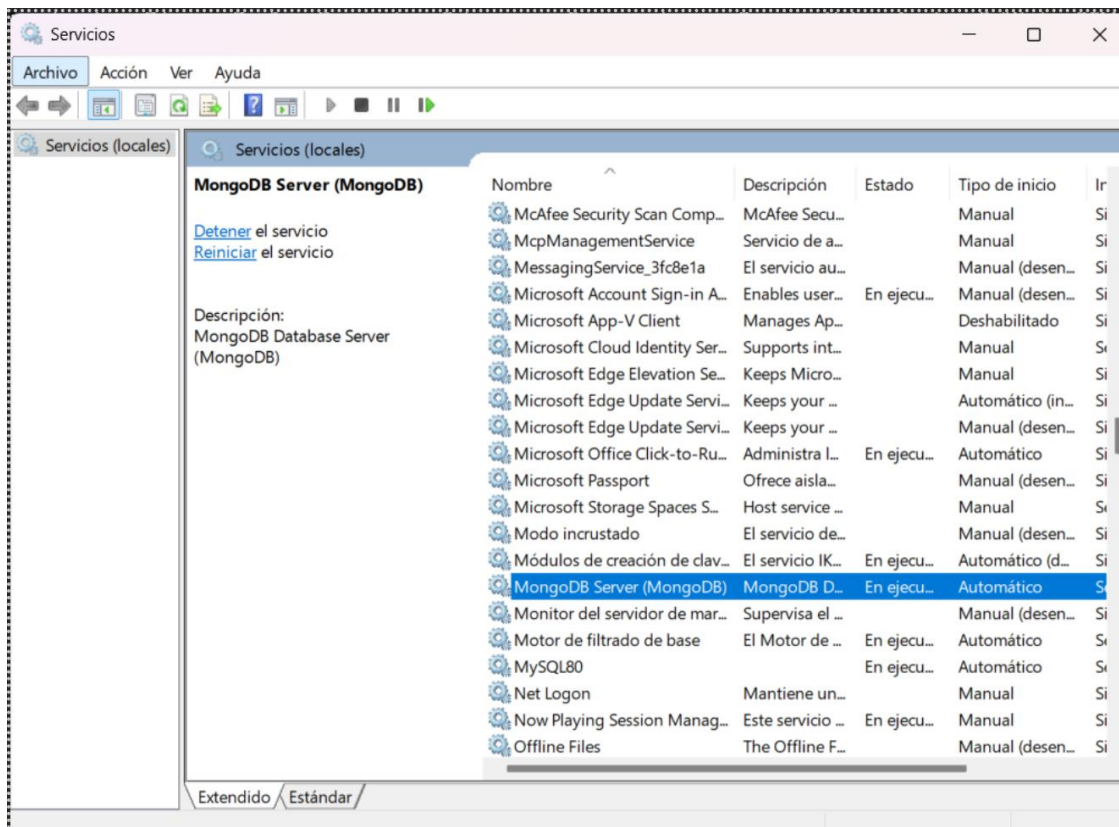 Servicios
Archivo Acción Ver Ayuda
Servicios (locales)
Servicios (locales)
MongoDB Server (MongoDB)
Detener el servicio
Reiniciar el servicio
Descripción:
MongoDB Database Server
(MongoDB)
Nombre Descripción Estado Tipo de inicio
McAfee Security Scan Comp... McAfee Secu... Manual Si
McpManagementService Servicio de a... Manual Si
MessagingService_3fc8e1a El servicio au... Manual (desen... Si
Microsoft Account Sign-in A... Enables user... En ejecu... Manual (desen... Si
Microsoft App-V Client Manages Ap... Deshabilitado Si
Microsoft Cloud Identity Ser... Supports int... Manual Se
Microsoft Edge Elevation Se... Keeps Micro... Manual Si
Microsoft Edge Update Servi... Keeps your ... Automático (in... Si
Microsoft Edge Update Servi... Keeps your ... Manual (desen... Si
Microsoft Office Click-to-Ru... Administra l... En ejecu... Automático Si
Microsoft Passport Ofrece aisla... Manual (desen... Si
Microsoft Storage Spaces S... Host service ... Manual Se
Modo incrustado El servicio de... Manual (desen... Si
Módulos de creación de clav... El servicio IK... En ejecu... Automático (d... Si
MongoDB Server (MongoDB) MongoDB D... En ejecu... Automático Se
Monitor del servidor de mar... Supervisa el ... Manual (desen... Si
Motor de filtrado de base El Motor de ... En ejecu... Automático Se
MySQL80 En ejecu... Automático Se
Net Logon Mantiene un... Manual Si
Now Playing Session Manag... Este servicio ... En ejecu... Manual Si
Offline Files The Offline F... Manual (desen... Si
Extendido Estándar